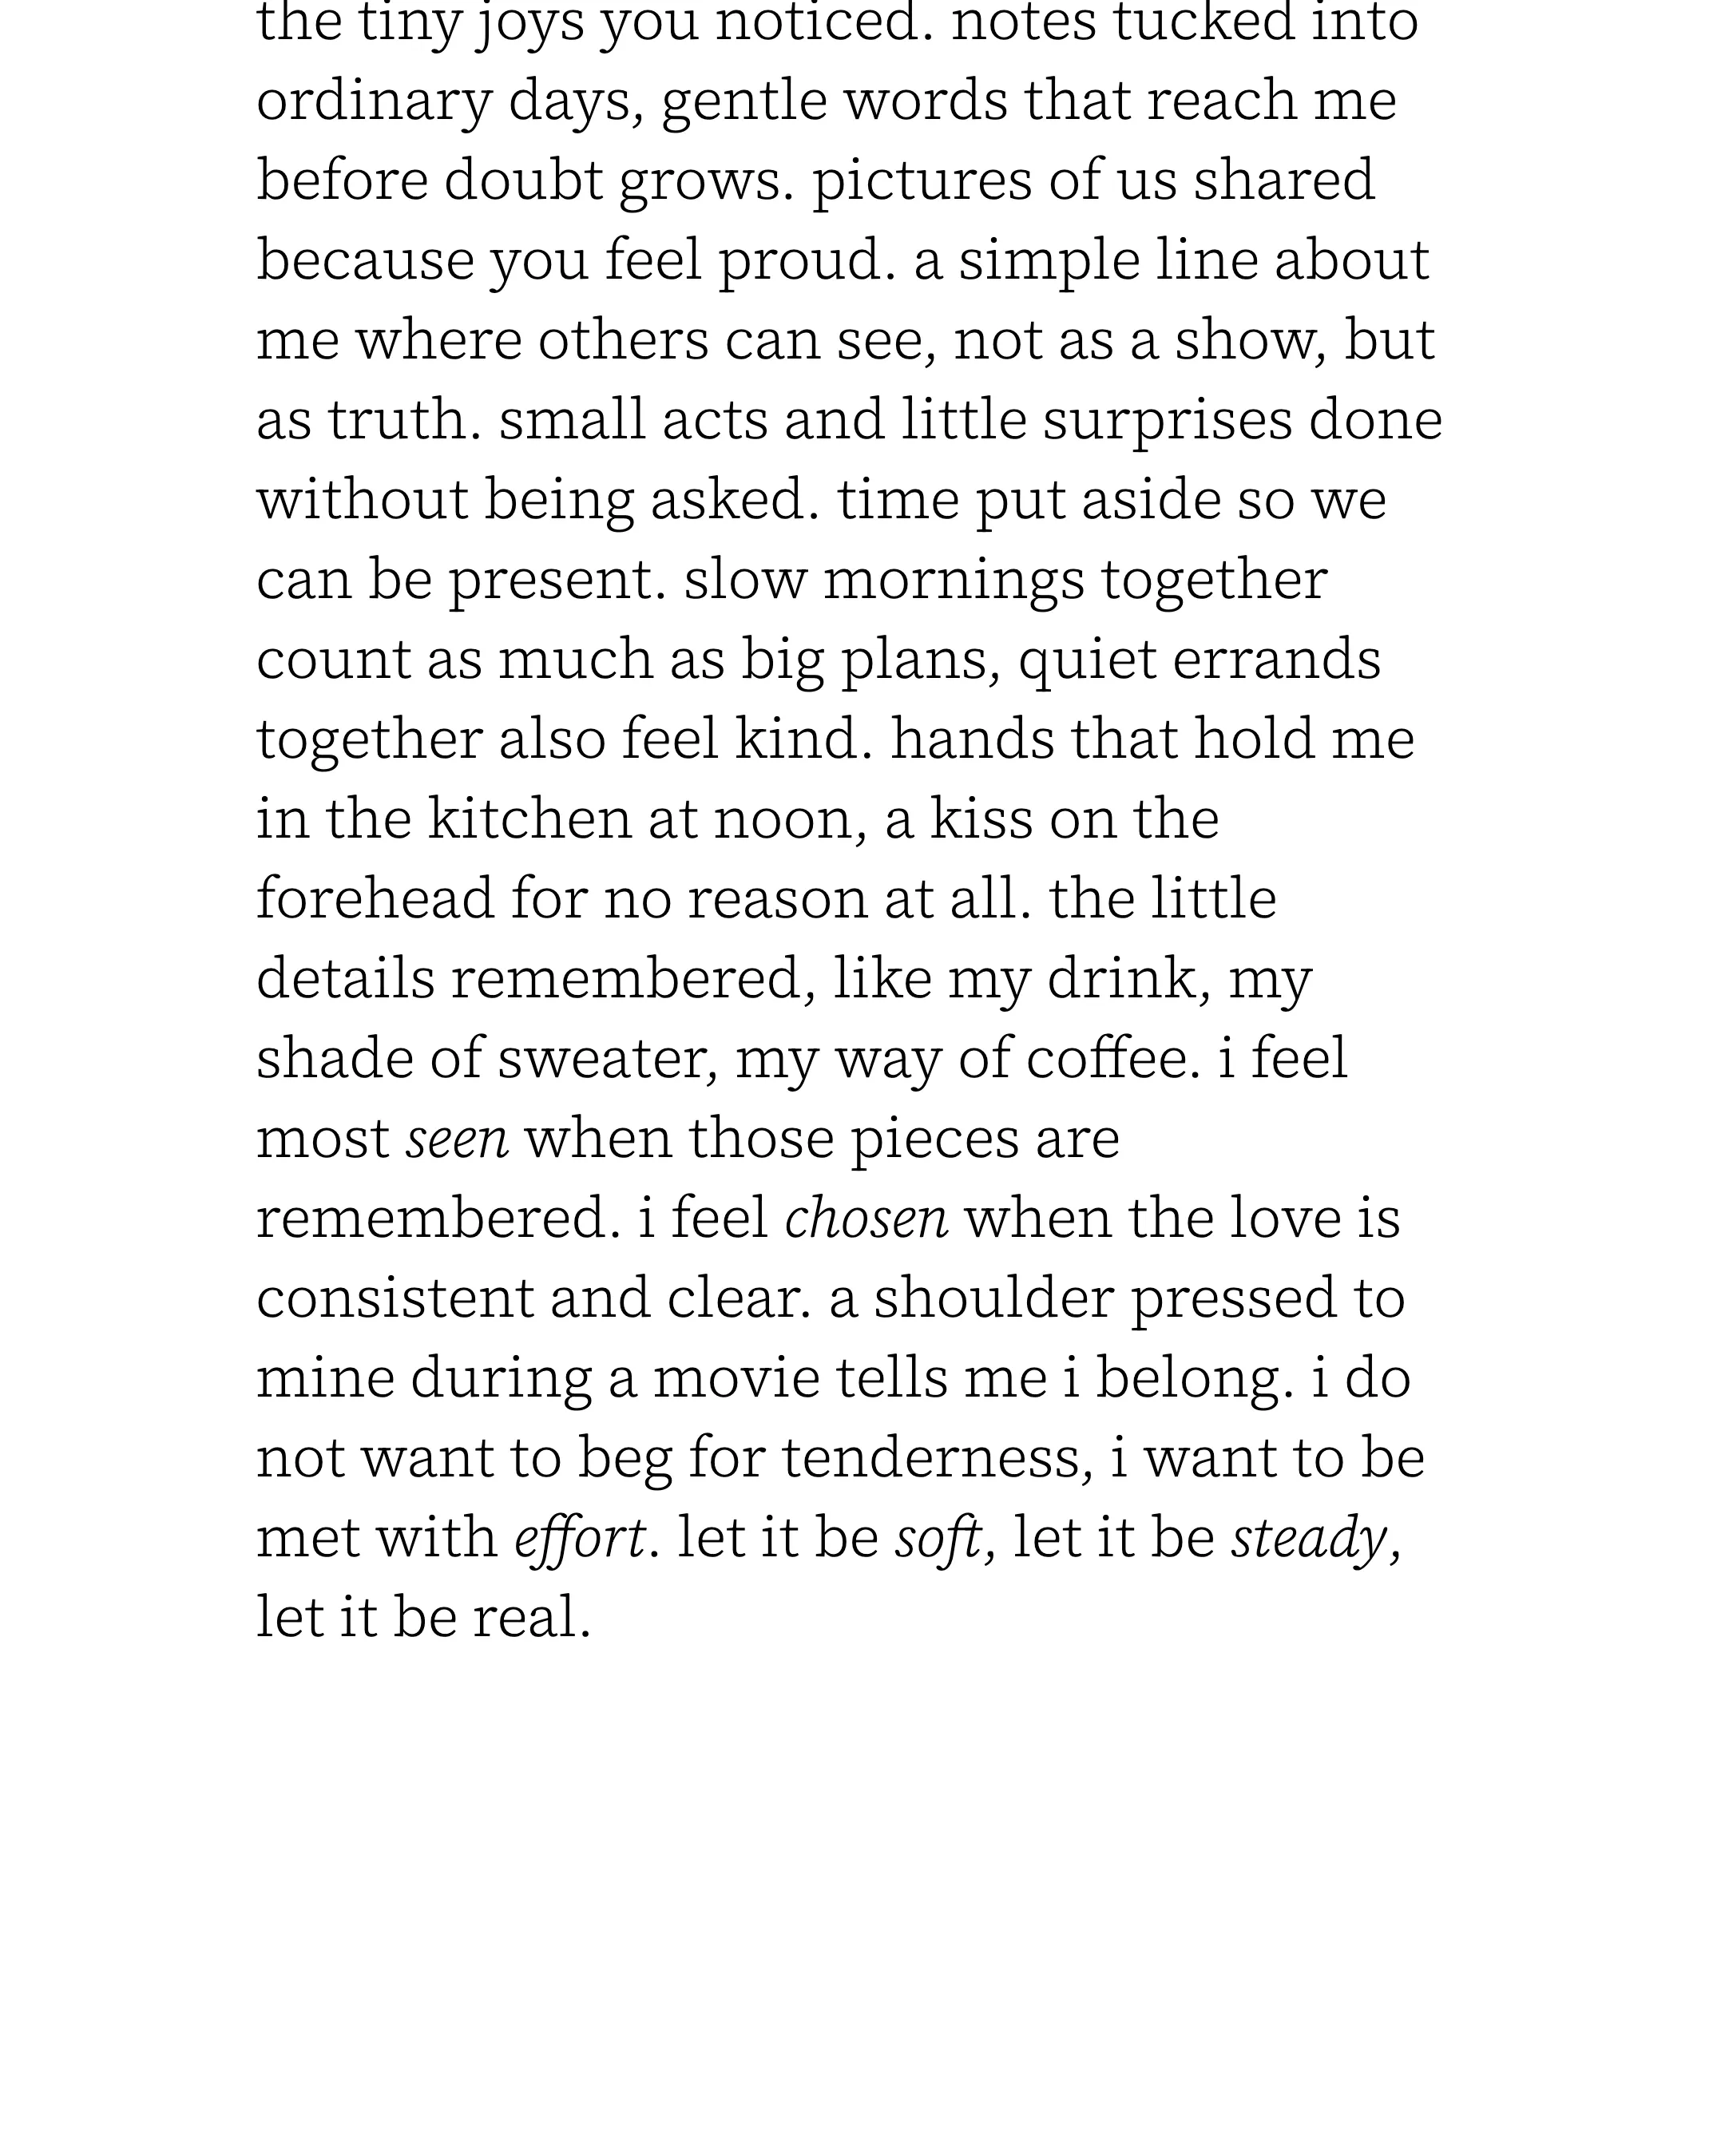 the tiny joys you noticed. notes tucked into
ordinary days, gentle words that reach me
before doubt grows. pictures of us shared
because you feel proud. a simple line about
me where others can see, not as a show, but
as truth. small acts and little surprises done
without being asked. time put aside so we
can be present. slow mornings together
count as much as big plans, quiet errands
together also feel kind. hands that hold me
in the kitchen at noon, a kiss on the
forehead for no reason at all. the little
details remembered, like my drink, my
shade of sweater, my way of coffee. i feel
most seen when those pieces are
remembered. i feel chosen when the love is
consistent and clear. a shoulder pressed to
mine during a movie tells me i belong. i do
not want to beg for tenderness, i want to be
met with effort. let it be soft, let it be steady,
let it be real.